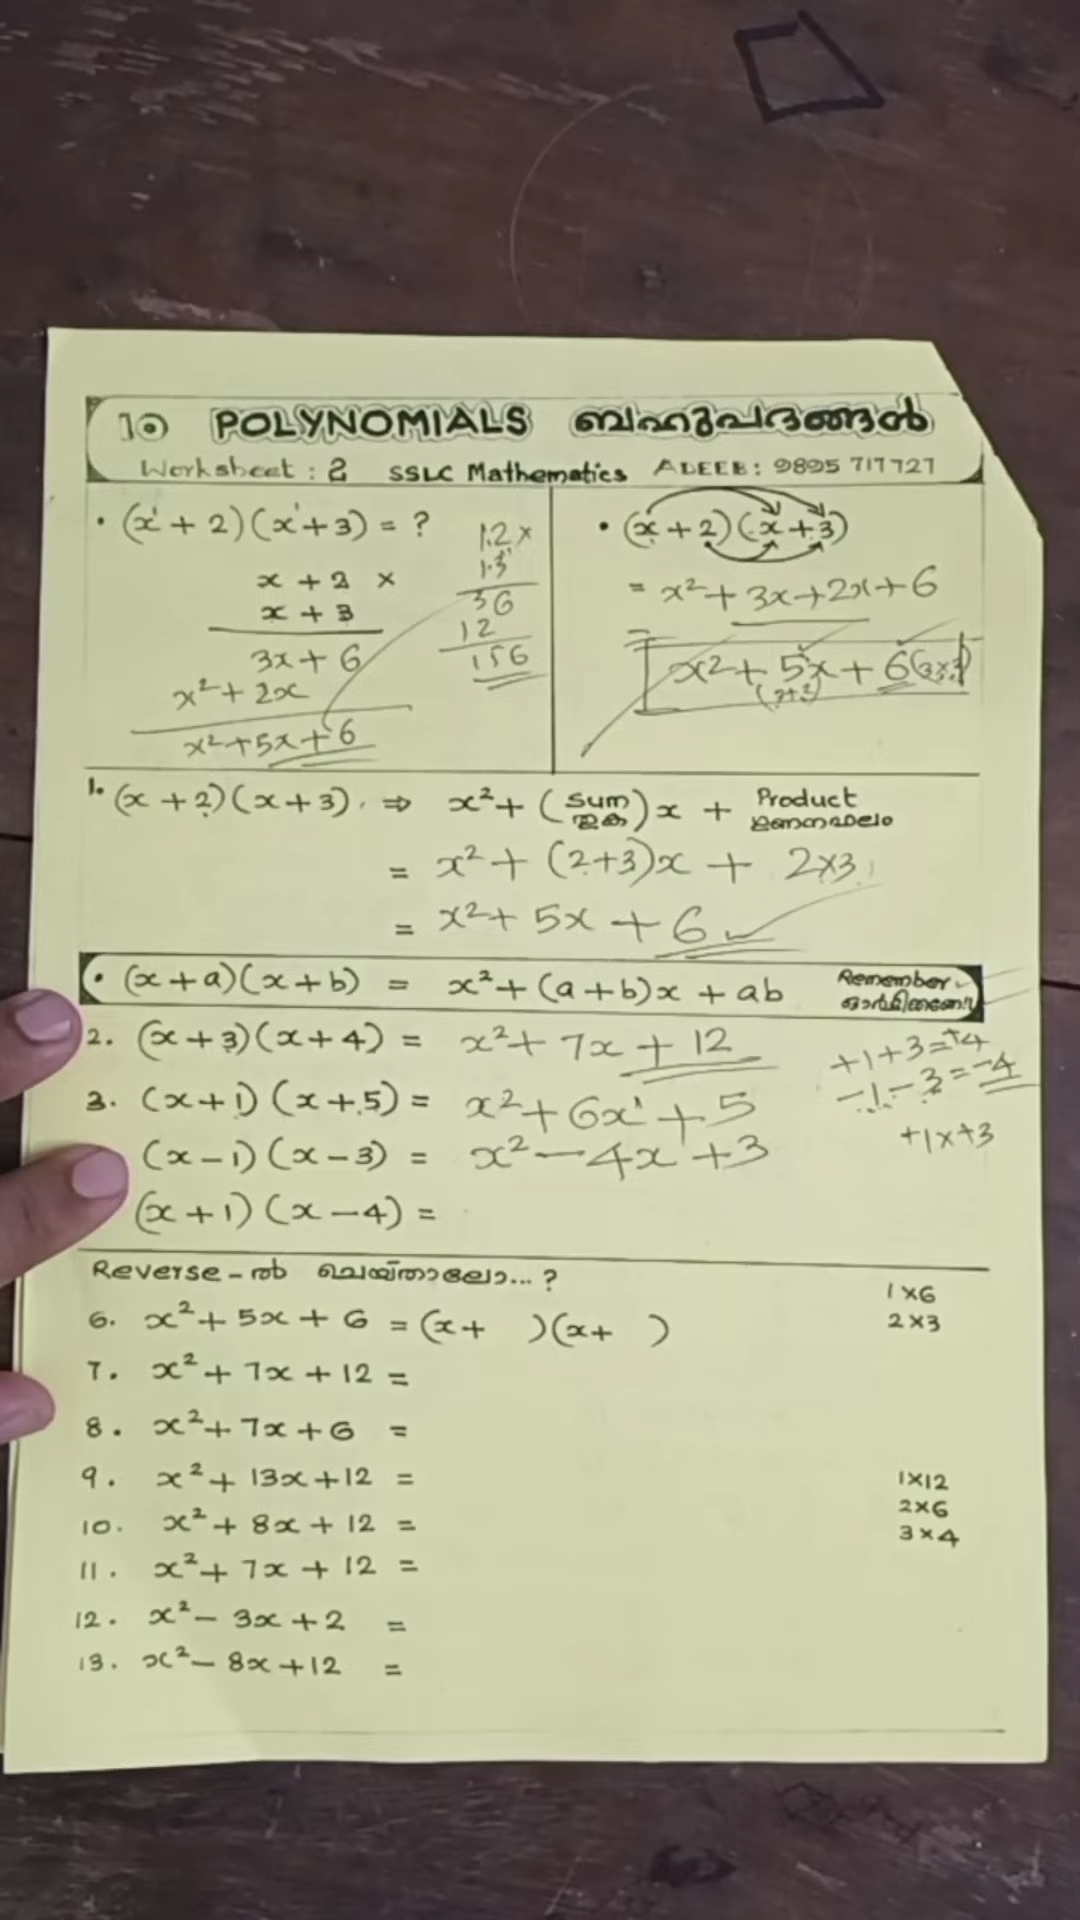 10 POLYNOMIALS ബഹുപദങ്ങൾ
Worksheet : 2 SSLC Mathematics ADEEB: 9895 717727
• (x + 2)(x + 3) = ?
x + 2 ×
x + 3
3x + 6
x² + 2x
x² + 5x + 6
12 ×
13
36
12
156
• (x + 2)(x + 3)
= x² + 3x + 2x + 6
= x² + 5x + 6 (3×2)
1. (x + 2)(x + 3) ⇒ x² + (Sum തുക)x + Product ഗുണനഫലം
= x² + (2+3)x + 2×3
= x² + 5x + 6
• (x + a)(x + b) = x² + (a + b)x + ab Remember
2. (x + 3)(x + 4) = x² + 7x + 12
3. (x + 1)(x + 5) = x² + 6x + 5
(x − 1)(x − 3) = x² − 4x + 3
(x + 1)(x − 4) =
+1+3=+4
−1−3=−4
+1×+3
Reverse-ൽ ചെയ്താലോ...?
6. x² + 5x + 6 = (x + )(x + )
1×6
2×3
7. x² + 7x + 12 =
8. x² + 7x + 6 =
9. x² + 13x + 12 =
10. x² + 8x + 12 =
11. x² + 7x + 12 =
12. x² − 3x + 2 =
13. x² − 8x + 12 =
1×12
2×6
3×4